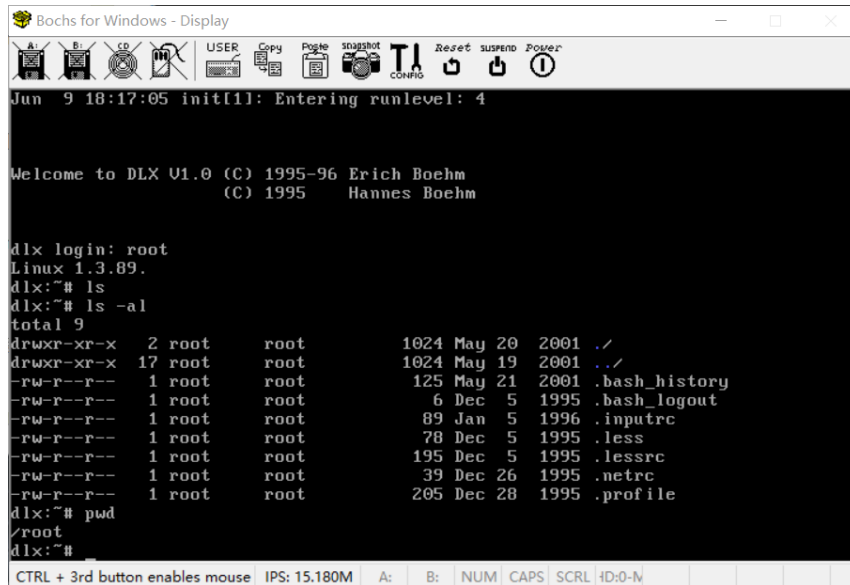 Bochs for Windows - Display
A: B: CD USER Copy Paste snapshot CONFIG Reset SUSPEND Power
Jun  9 18:17:05 init[1]: Entering runlevel: 4
Welcome to DLX V1.0 (C) 1995-96 Erich Boehm
(C) 1995    Hannes Boehm
dlx login: root
Linux 1.3.89.
dlx:~# ls
dlx:~# ls -al
total 9
drwxr-xr-x   2 root     root         1024 May 20  2001 ./
drwxr-xr-x  17 root     root         1024 May 19  2001 ../
-rw-r--r--   1 root     root          125 May 21  2001 .bash_history
-rw-r--r--   1 root     root            6 Dec  5  1995 .bash_logout
-rw-r--r--   1 root     root           89 Jan  5  1996 .inputrc
-rw-r--r--   1 root     root           78 Dec  5  1995 .less
-rw-r--r--   1 root     root          195 Dec  5  1995 .lessrc
-rw-r--r--   1 root     root           39 Dec 26  1995 .netrc
-rw-r--r--   1 root     root          205 Dec 28  1995 .profile
dlx:~# pwd
/root
dlx:~# _
CTRL + 3rd button enables mouse IPS: 15.180M A: B: NUM CAPS SCRL